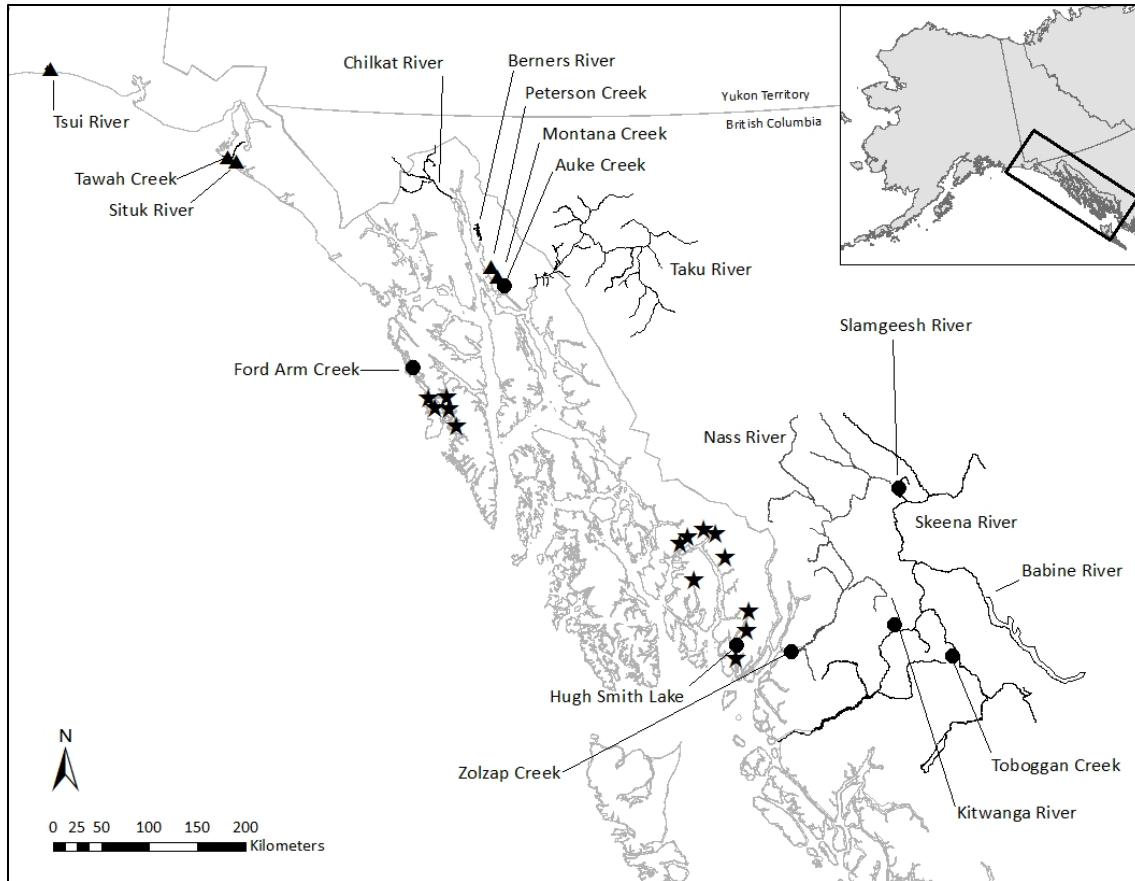 Chilkat River
Berners River
Peterson Creek
Yukon Territory
British Columbia
Tsui River
Montana Creek
Auke Creek
Tawah Creek
Situk River
Taku River
Slamgeesh River
Ford Arm Creek
Nass River
Skeena River
Babine River
Hugh Smith Lake
Zolzap Creek
Toboggan Creek
Kitwanga River
N
0 25 50 100 150 200
Kilometers